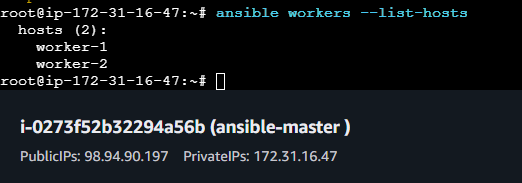 root@ip-172-31-16-47:~# ansible workers --list-hosts
  hosts (2):
    worker-1
    worker-2
root@ip-172-31-16-47:~#
i-0273f52b32294a56b (ansible-master )
PublicIPs: 98.94.90.197    PrivateIPs: 172.31.16.47